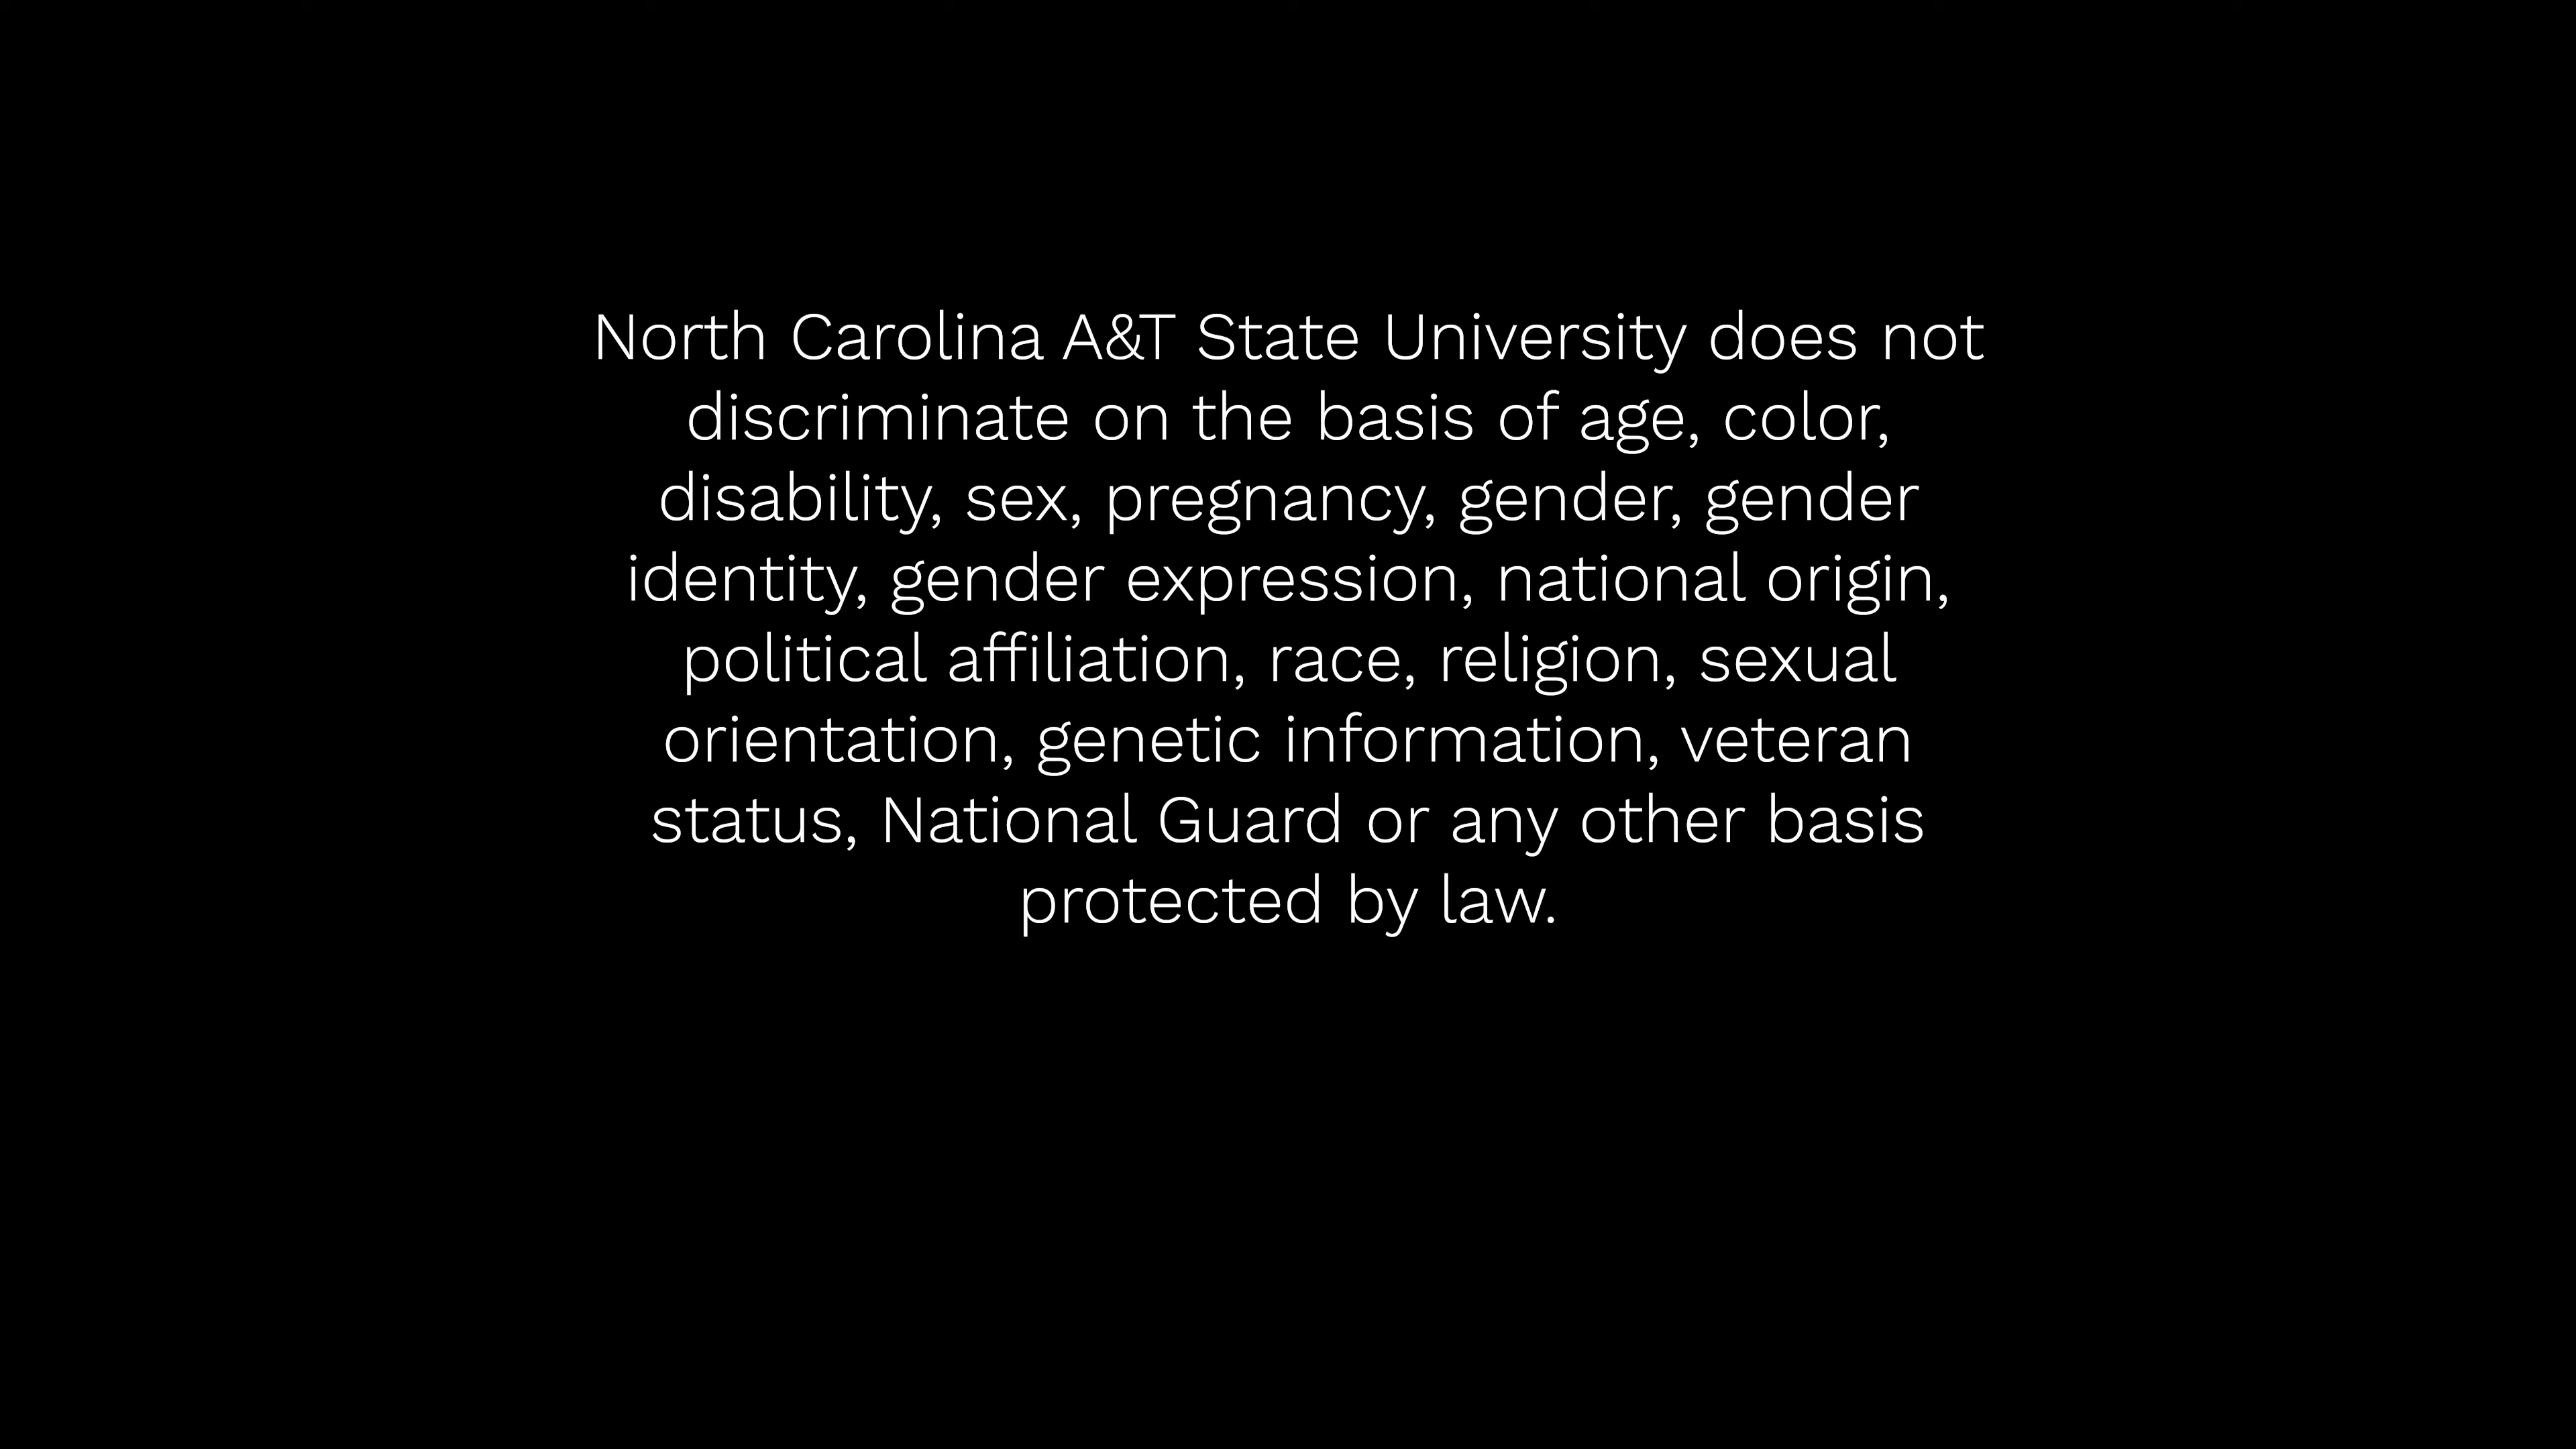 North Carolina A&T State University does not
discriminate on the basis of age, color,
disability, sex, pregnancy, gender, gender
identity, gender expression, national origin,
political affiliation, race, religion, sexual
orientation, genetic information, veteran
status, National Guard or any other basis
protected by law.